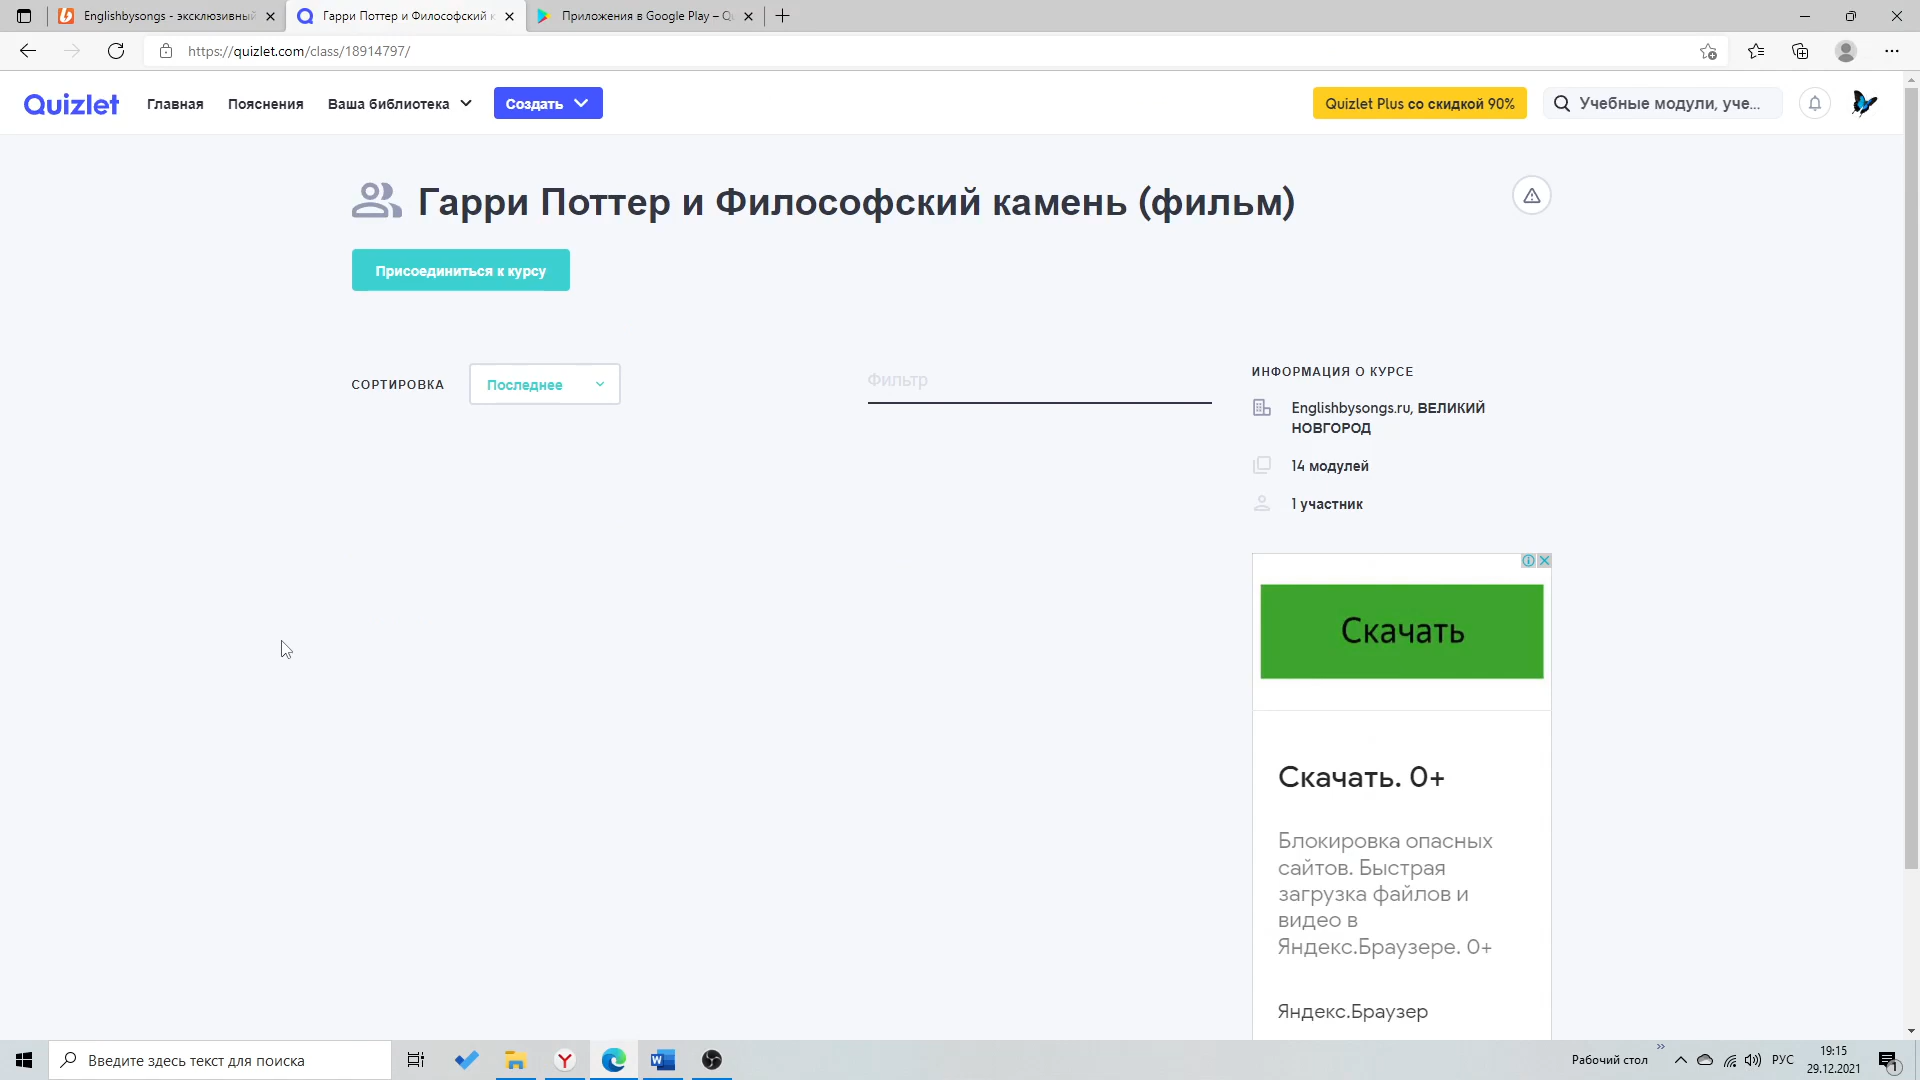 Englishbysongs - эксклюзивный
Гарри Поттер и Философский к
Приложения в Google Play – Qu
https://quizlet.com/class/18914797/
Quizlet
Главная
Пояснения
Ваша библиотека
Создать
Quizlet Plus со скидкой 90%
Учебные модули, уче...
Гарри Поттер и Философский камень (фильм)
Присоединиться к курсу
СОРТИРОВКА
Последнее
Фильтр
ИНФОРМАЦИЯ О КУРСЕ
Englishbysongs.ru, ВЕЛИКИЙ
НОВГОРОД
14 модулей
1 участник
Скачать
Скачать. 0+
Блокировка опасных
сайтов. Быстрая
загрузка файлов и
видео в
Яндекс.Браузере. 0+
Яндекс.Браузер
Введите здесь текст для поиска
Рабочий стол
РУС
19:15
29.12.2021
1